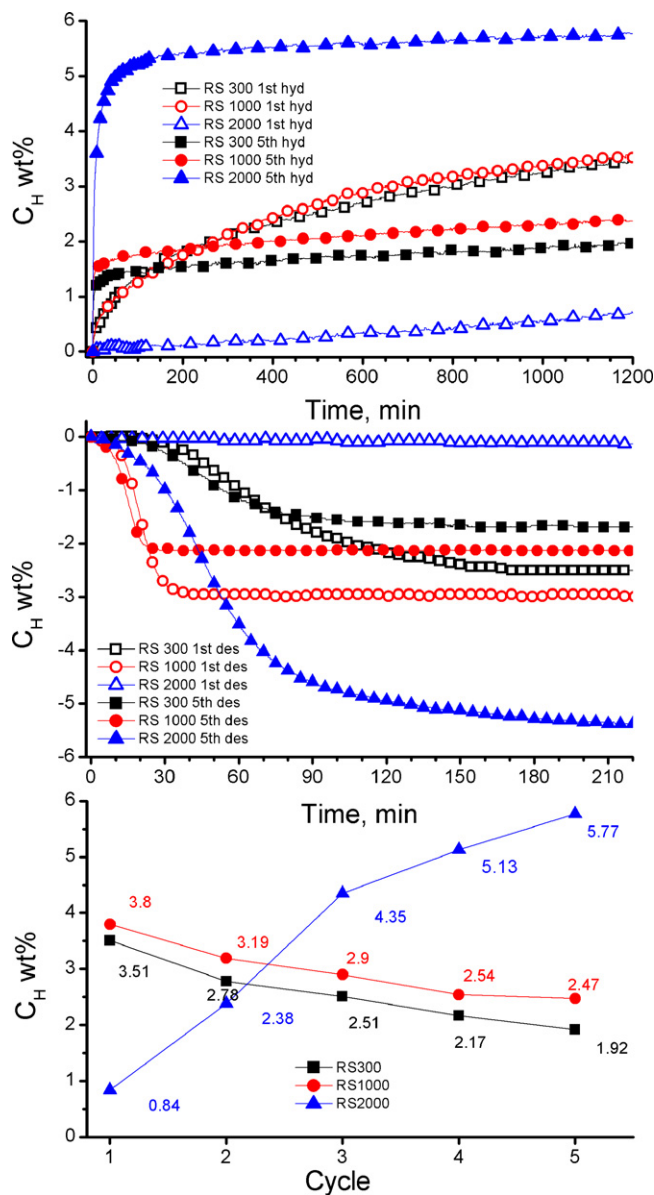 6
5
4
3
2
1
0
C_H wt%
RS 300 1st hyd
RS 1000 1st hyd
RS 2000 1st hyd
RS 300 5th hyd
RS 1000 5th hyd
RS 2000 5th hyd
0 200 400 600 800 1000 1200
Time, min
0
-1
-2
-3
-4
-5
-6
C_H wt%
RS 300 1st des
RS 1000 1st des
RS 2000 1st des
RS 300 5th des
RS 1000 5th des
RS 2000 5th des
0 30 60 90 120 150 180 210
Time, min
6
5
4
3
2
1
0
C_H wt%
5.77
5.13
4.35
3.8
3.19
2.9
2.54
2.47
3.51
2.78
2.38
2.51
2.17
1.92
0.84
RS300
RS1000
RS2000
1 2 3 4 5
Cycle